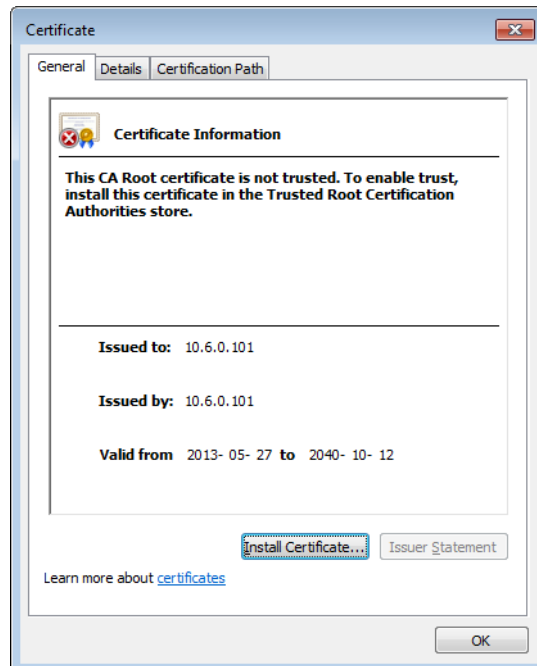 Certificate
General Details Certification Path
Certificate Information
This CA Root certificate is not trusted. To enable trust,
install this certificate in the Trusted Root Certification
Authorities store.
Issued to: 10.6.0.101
Issued by: 10.6.0.101
Valid from 2013- 05- 27 to 2040- 10- 12
Install Certificate... Issuer Statement
Learn more about certificates
OK